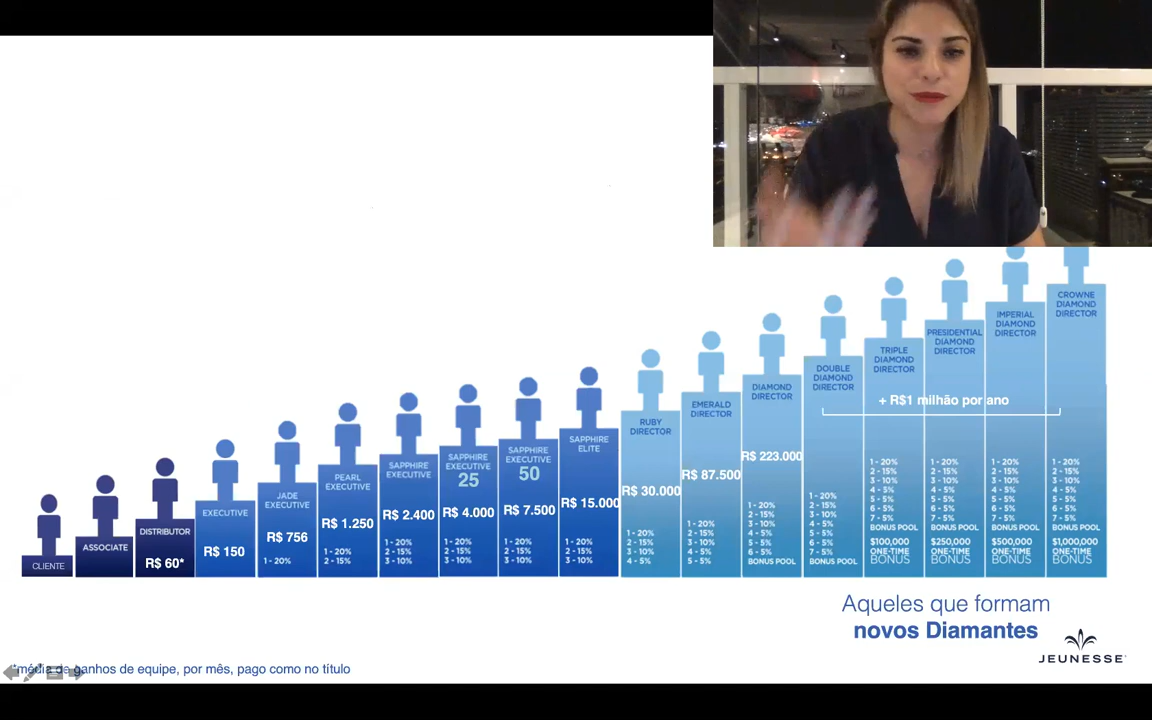 CLIENTE
ASSOCIATE
DISTRIBUTOR
R$ 60*
EXECUTIVE
R$ 150
JADE
EXECUTIVE
R$ 756
1 - 20%
PEARL
EXECUTIVE
R$ 1.250
1 - 20%
2 - 15%
SAPPHIRE
EXECUTIVE
R$ 2.400
1 - 20%
2 - 15%
3 - 10%
SAPPHIRE
EXECUTIVE
25
R$ 4.000
1 - 20%
2 - 15%
3 - 10%
SAPPHIRE
EXECUTIVE
50
R$ 7.500
1 - 20%
2 - 15%
3 - 10%
SAPPHIRE
ELITE
R$ 15.000
1 - 20%
2 - 15%
3 - 10%
RUBY
DIRECTOR
R$ 30.000
1 - 20%
2 - 15%
3 - 10%
4 - 5%
EMERALD
DIRECTOR
R$ 87.500
1 - 20%
2 - 15%
3 - 10%
4 - 5%
5 - 5%
DIAMOND
DIRECTOR
R$ 223.000
1 - 20%
2 - 15%
3 - 10%
4 - 5%
5 - 5%
6 - 5%
BONUS POOL
DOUBLE
DIAMOND
DIRECTOR
1 - 20%
2 - 15%
3 - 10%
4 - 5%
5 - 5%
6 - 5%
7 - 5%
BONUS POOL
+ R$1 milhão por ano
TRIPLE
DIAMOND
DIRECTOR
1 - 20%
2 - 15%
3 - 10%
4 - 5%
5 - 5%
6 - 5%
7 - 5%
BONUS POOL
$100,000
ONE-TIME
BONUS
PRESIDENTIAL
DIAMOND
DIRECTOR
1 - 20%
2 - 15%
3 - 10%
4 - 5%
5 - 5%
6 - 5%
7 - 5%
BONUS POOL
$250,000
ONE-TIME
BONUS
IMPERIAL
DIAMOND
DIRECTOR
1 - 20%
2 - 15%
3 - 10%
4 - 5%
5 - 5%
6 - 5%
7 - 5%
BONUS POOL
$500,000
ONE-TIME
BONUS
CROWNE
DIAMOND
DIRECTOR
1 - 20%
2 - 15%
3 - 10%
4 - 5%
5 - 5%
6 - 5%
7 - 5%
BONUS POOL
$1,000,000
ONE-TIME
BONUS
Aqueles que formam
novos Diamantes
JEUNESSE
*média de ganhos de equipe, por mês, pago como no título